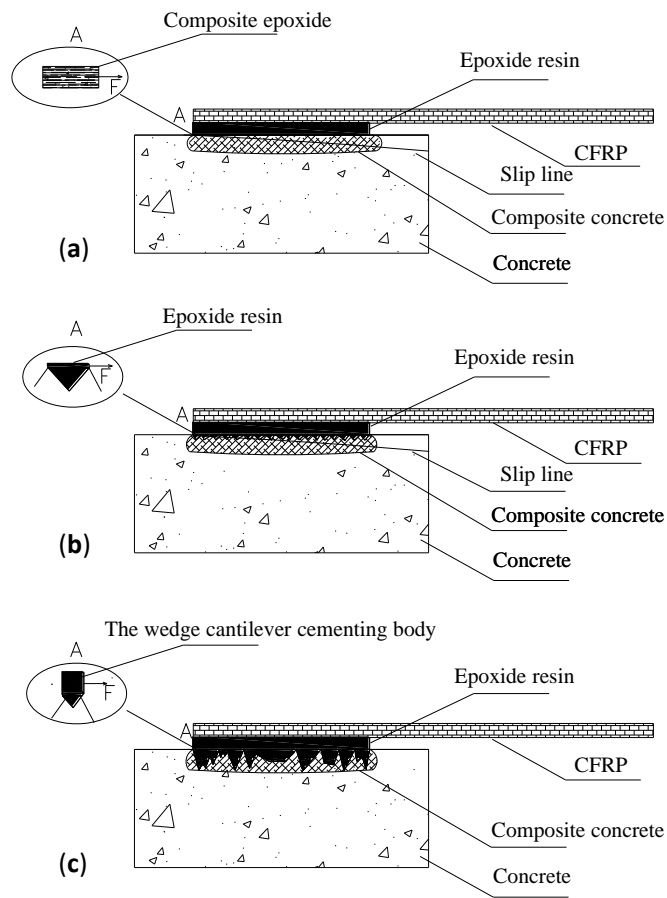 A
Composite epoxide
F
Epoxide resin
A
CFRP
Slip line
Composite concrete
Concrete
(a)
A
Epoxide resin
F
Epoxide resin
A
CFRP
Slip line
Composite concrete
Concrete
(b)
The wedge cantilever cementing body
A
F
Epoxide resin
A
CFRP
Composite concrete
Concrete
(c)